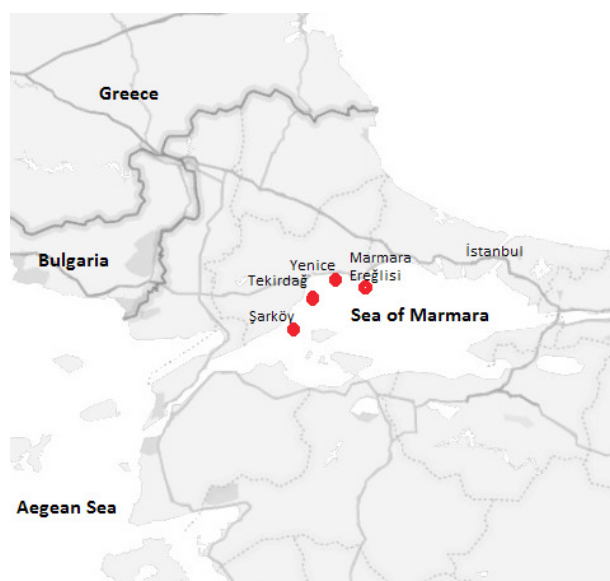 Greece
Bulgaria
İstanbul
Yenice
Marmara
Ereğlisi
Tekirdağ
Şarköy
Sea of Marmara
Aegean Sea